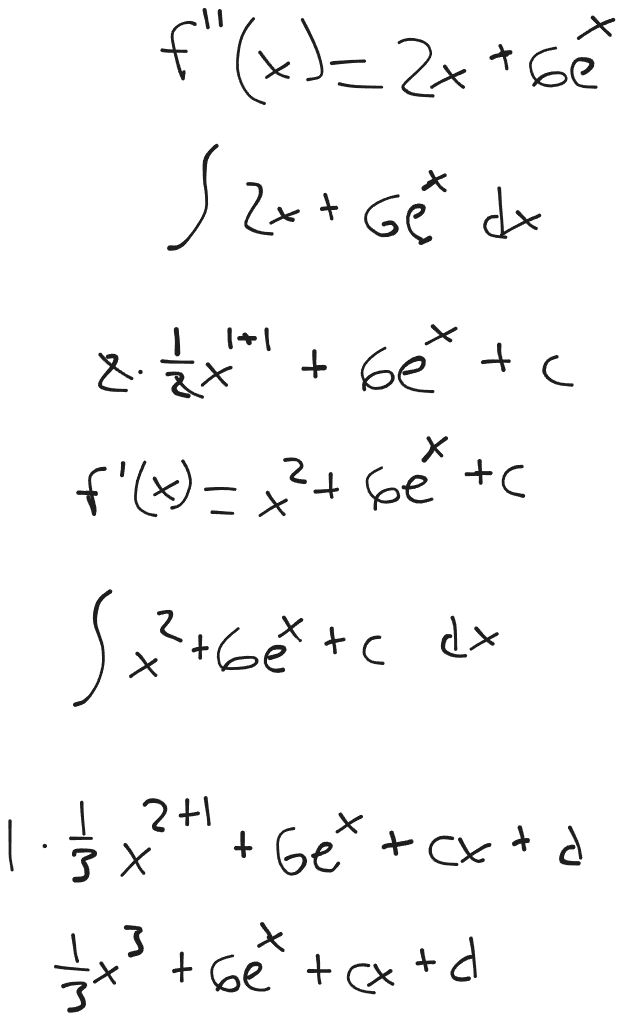 f''(x) = 2x + 6e^x
∫ 2x + 6e^x dx
2 · 1/2 x^(1+1) + 6e^x + c
f'(x) = x^2 + 6e^x + c
∫ x^2 + 6e^x + c dx
1 · 1/3 x^(2+1) + 6e^x + cx + d
1/3 x^3 + 6e^x + cx + d